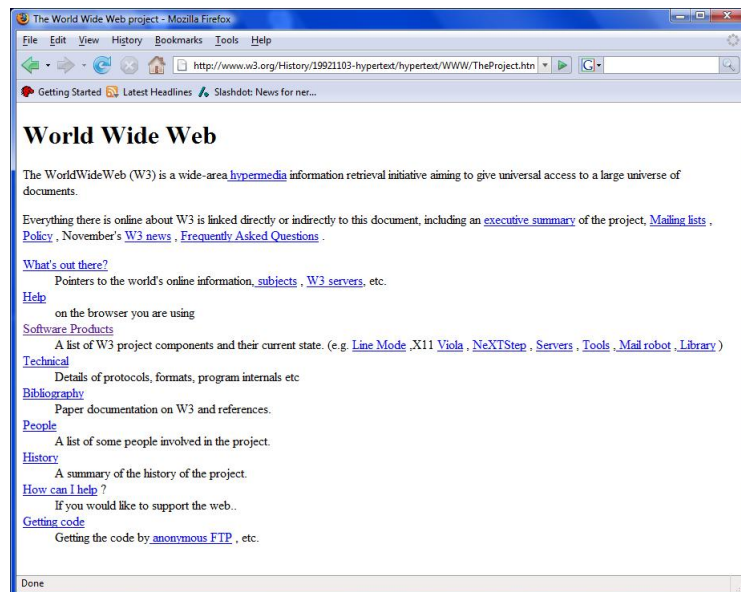 The World Wide Web project - Mozilla Firefox
File Edit View History Bookmarks Tools Help
http://www.w3.org/History/19921103-hypertext/hypertext/WWW/TheProject.htm
G
Getting Started Latest Headlines Slashdot: News for ner...
World Wide Web
The WorldWideWeb (W3) is a wide-area hypermedia information retrieval initiative aiming to give universal access to a large universe of
documents.
Everything there is online about W3 is linked directly or indirectly to this document, including an executive summary of the project, Mailing lists ,
Policy , November's W3 news , Frequently Asked Questions .
What's out there?
Pointers to the world's online information, subjects , W3 servers, etc.
Help
on the browser you are using
Software Products
A list of W3 project components and their current state. (e.g. Line Mode ,X11 Viola , NeXTStep , Servers , Tools , Mail robot , Library )
Technical
Details of protocols, formats, program internals etc
Bibliography
Paper documentation on W3 and references.
People
A list of some people involved in the project.
History
A summary of the history of the project.
How can I help ?
If you would like to support the web..
Getting code
Getting the code by anonymous FTP , etc.
Done